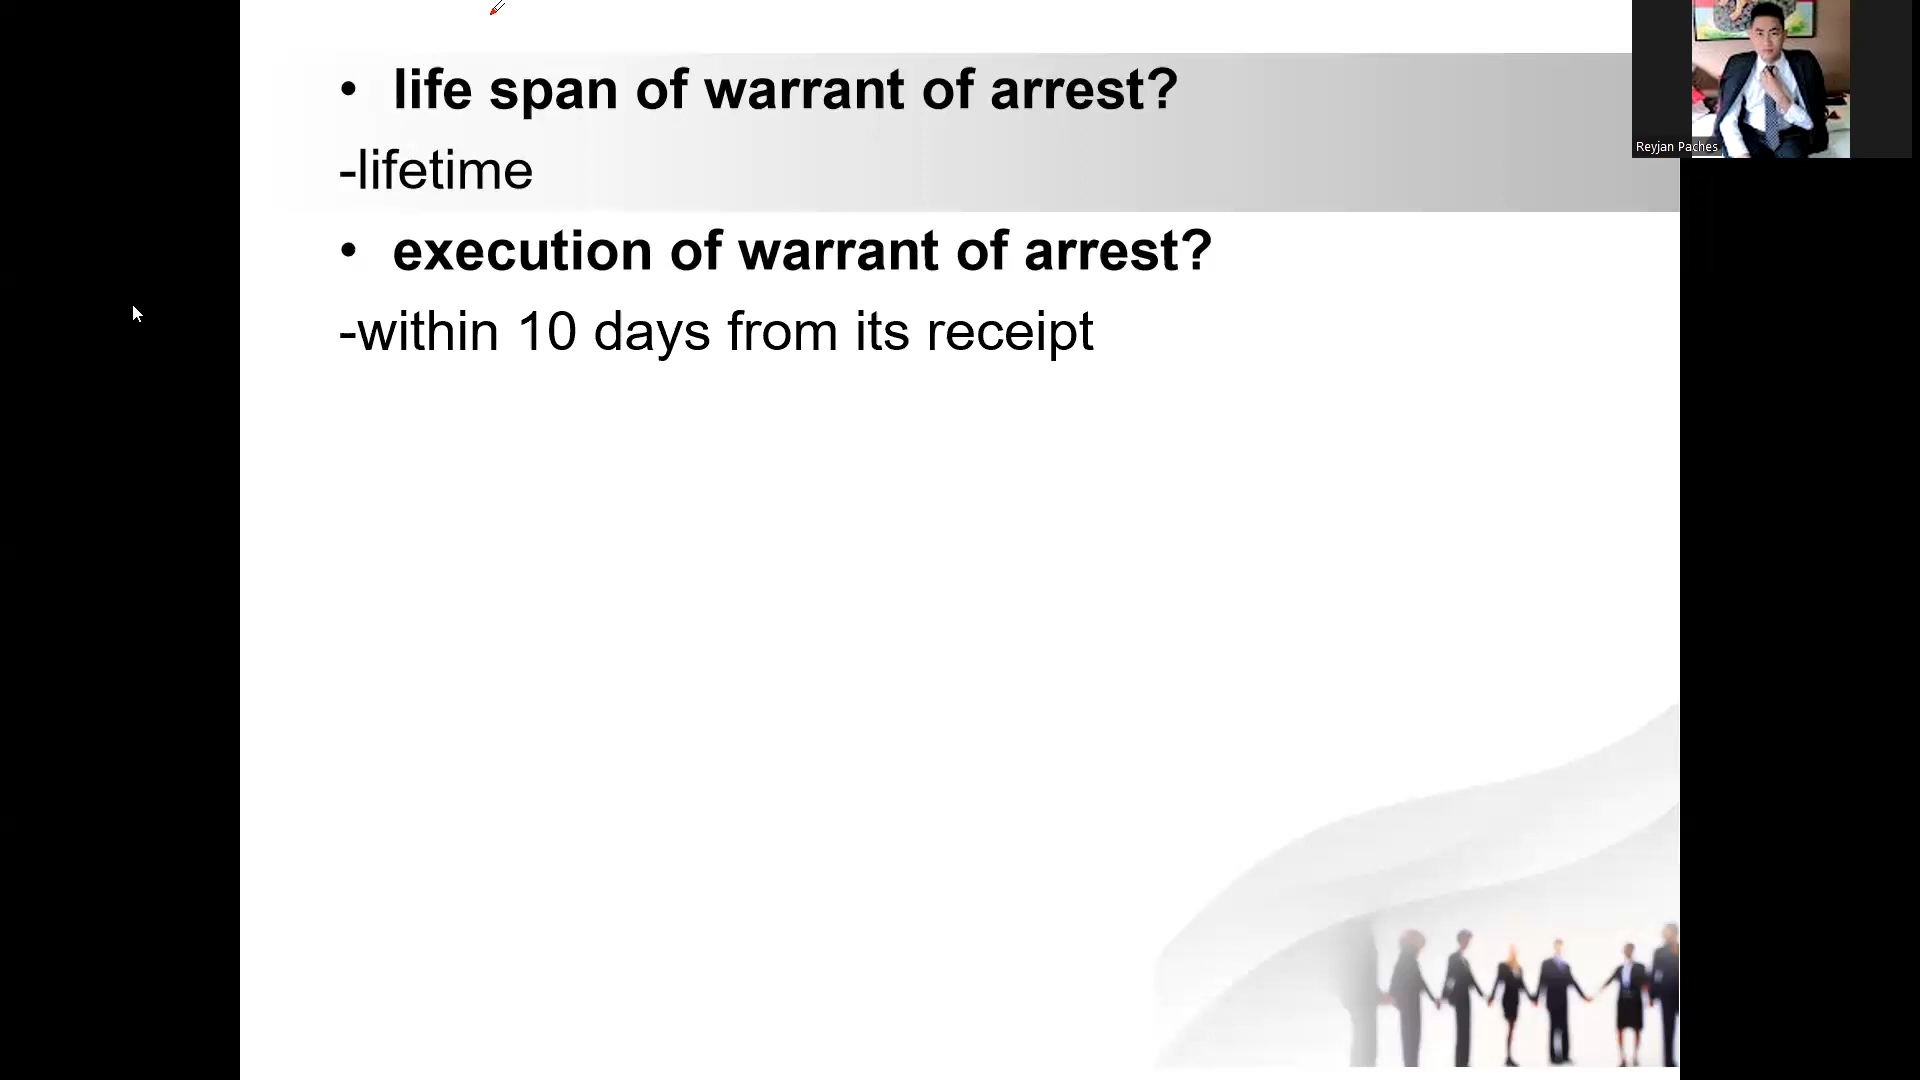 • life span of warrant of arrest?
-lifetime
• execution of warrant of arrest?
-within 10 days from its receipt
Reyjan Paches